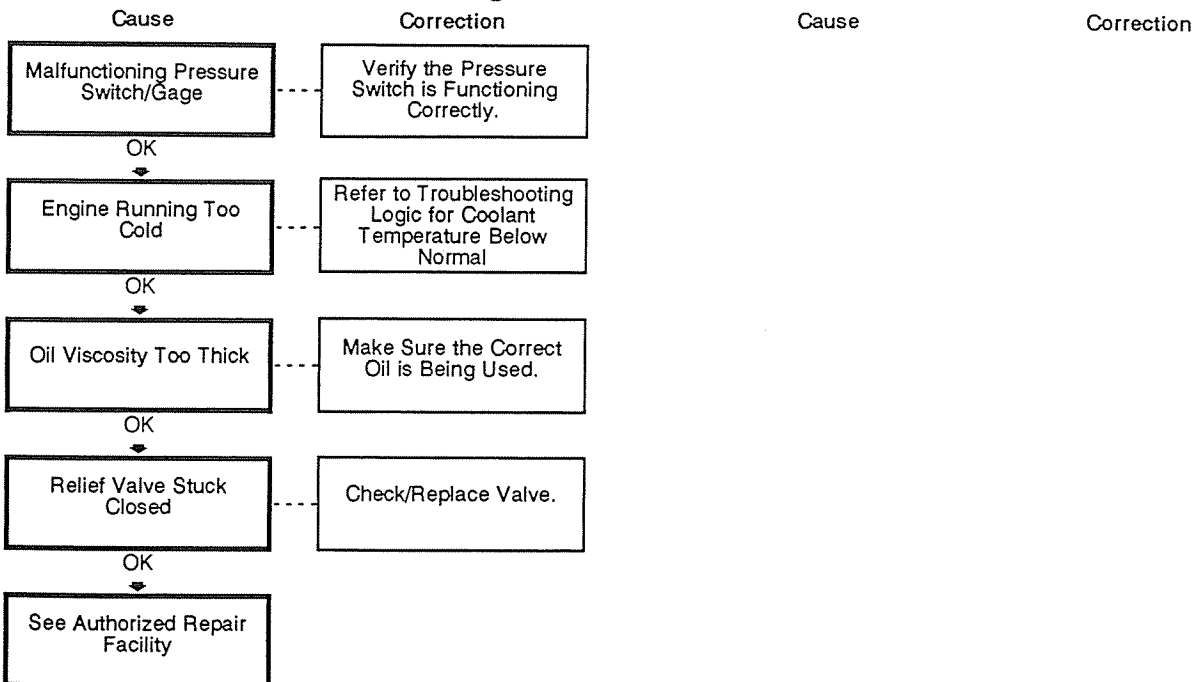 Cause
Correction
Cause
Correction
Malfunctioning Pressure
Switch/Gage
Verify the Pressure
Switch is Functioning
Correctly.
OK
Engine Running Too
Cold
Refer to Troubleshooting
Logic for Coolant
Temperature Below
Normal
OK
Oil Viscosity Too Thick
Make Sure the Correct
Oil is Being Used.
OK
Relief Valve Stuck
Closed
Check/Replace Valve.
OK
See Authorized Repair
Facility